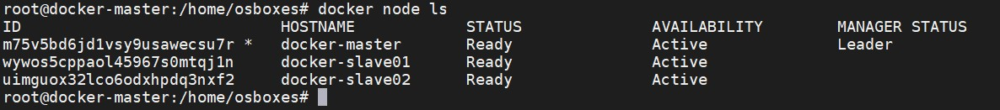 root@docker-master:/home/osboxes# docker node ls
ID HOSTNAME STATUS AVAILABILITY MANAGER STATUS
m75v5bd6jd1vsy9usawecsu7r * docker-master Ready Active Leader
wywos5cppaol45967s0mtqj1n docker-slave01 Ready Active
uimguox32lco6odxhpdq3nxf2 docker-slave02 Ready Active
root@docker-master:/home/osboxes#